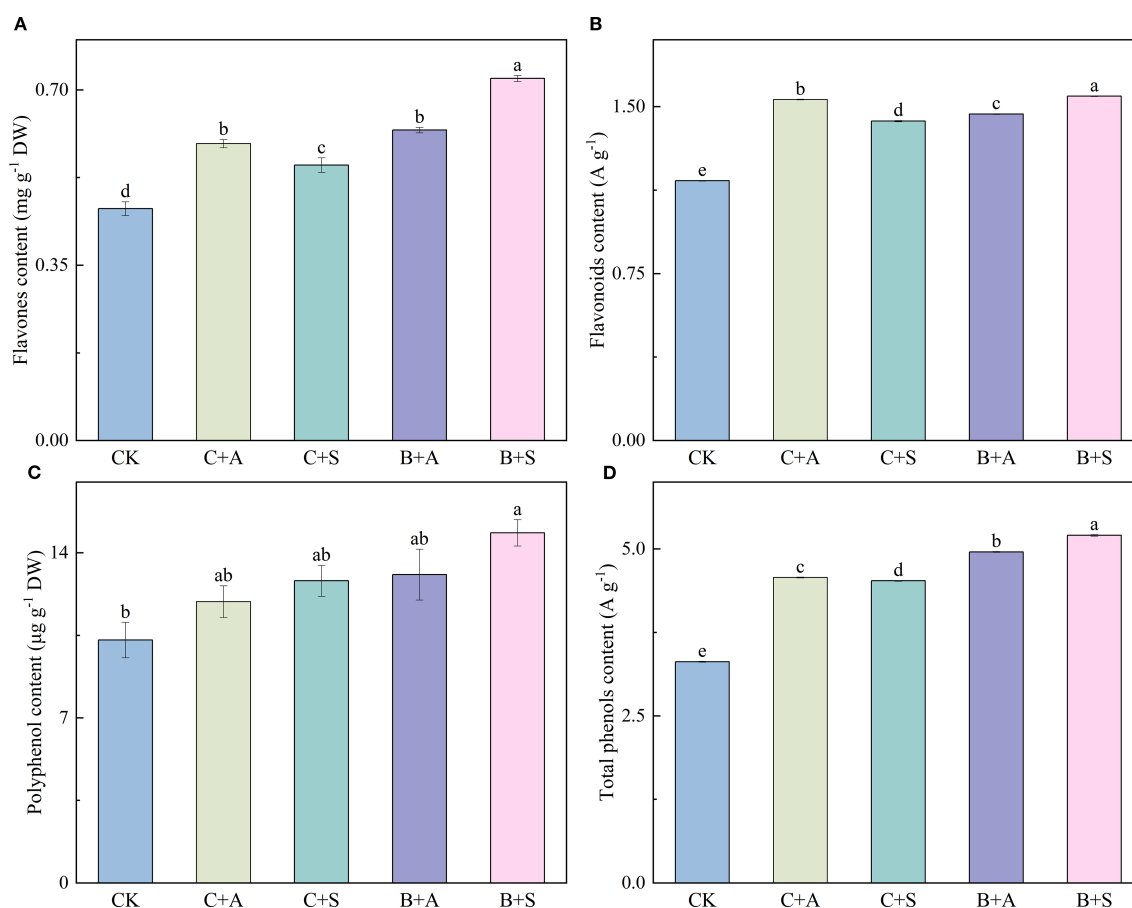 A
Flavones content (mg g⁻¹ DW)
0.70
0.35
0.00
d
b
c
b
a
CK C+A C+S B+A B+S
B
Flavonoids content (A g⁻¹)
1.50
0.75
0.00
e
b
d
c
a
CK C+A C+S B+A B+S
C
Polyphenol content (µg g⁻¹ DW)
14
7
0
b
ab
ab
ab
a
CK C+A C+S B+A B+S
D
Total phenols content (A g⁻¹)
5.0
2.5
0.0
e
c
d
b
a
CK C+A C+S B+A B+S